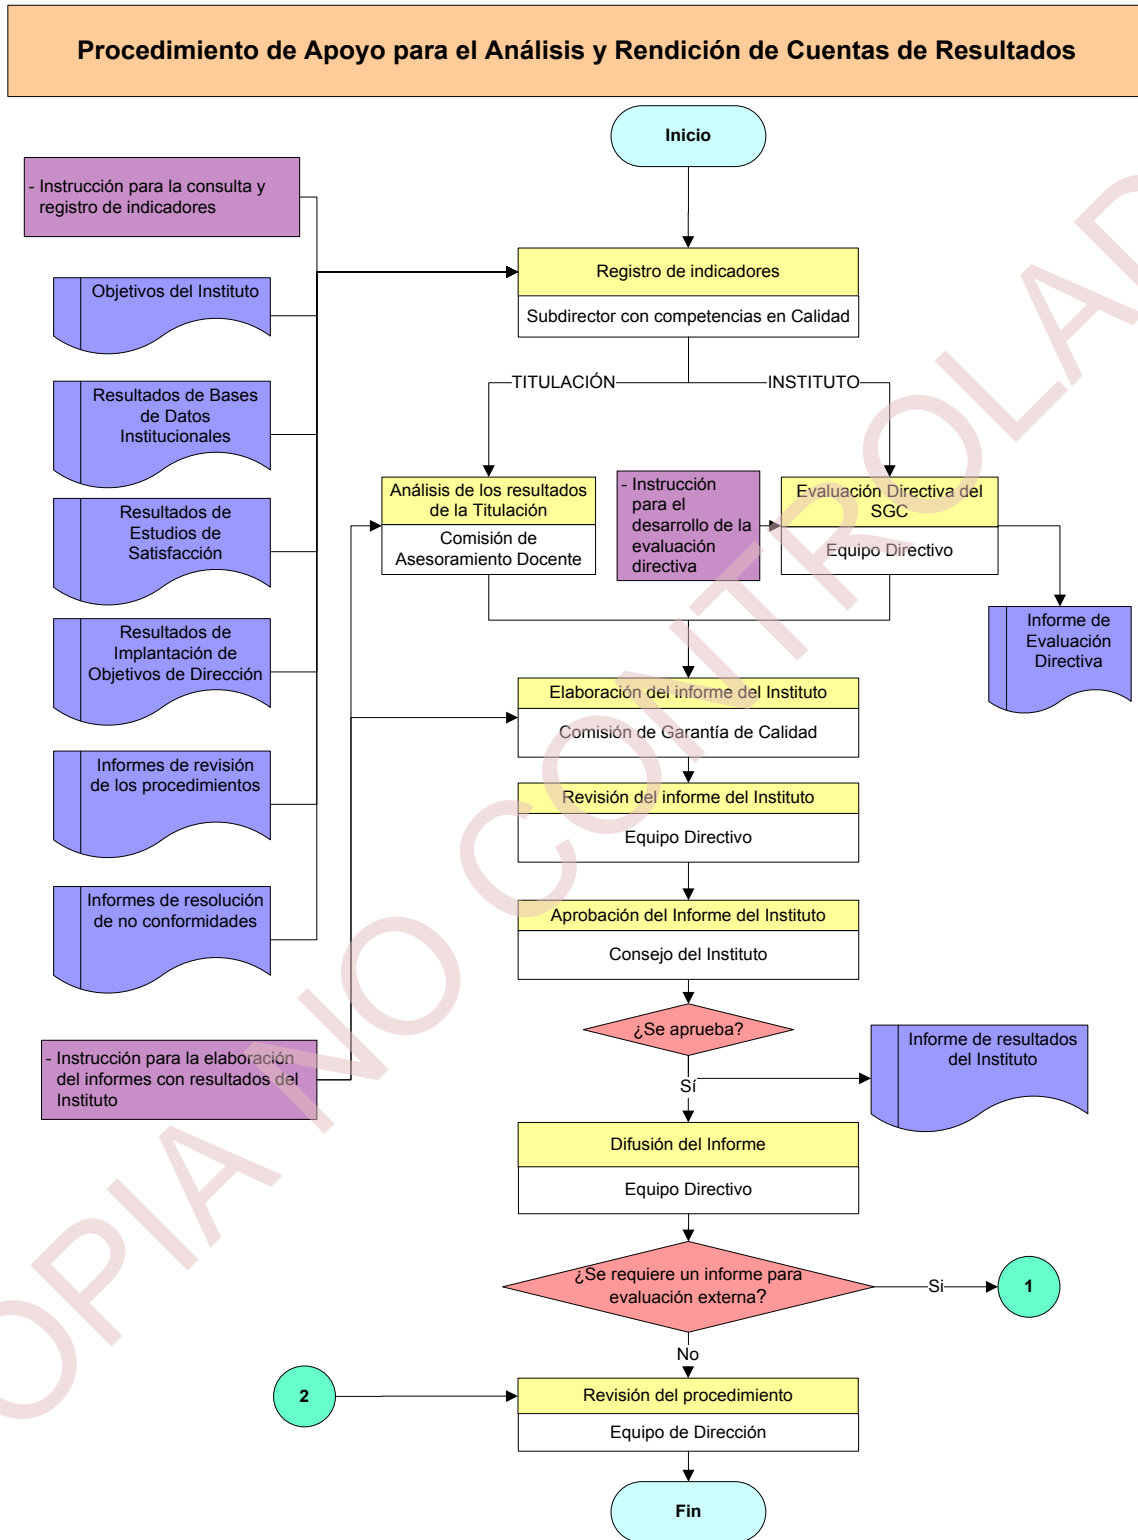 Procedimiento de Apoyo para el Análisis y Rendición de Cuentas de Resultados
Inicio
- Instrucción para la consulta y
registro de indicadores
Registro de indicadores
Subdirector con competencias en Calidad
Objetivos del Instituto
TITULACIÓN
INSTITUTO
Resultados de Bases
de Datos
Institucionales
Análisis de los resultados
de la Titulación
Comisión de
Asesoramiento Docente
- Instrucción
para el
desarrollo de la
evaluación
directiva
Evaluación Directiva del
SGC
Equipo Directivo
Resultados de
Estudios de
Satisfacción
Informe de
Evaluación
Directiva
Resultados de
Implantación de
Objetivos de Dirección
Elaboración del informe del Instituto
Comisión de Garantía de Calidad
Informes de revisión
de los procedimientos
Revisión del informe del Instituto
Equipo Directivo
Informes de resolución
de no conformidades
Aprobación del Informe del Instituto
Consejo del Instituto
¿Se aprueba?
- Instrucción para la elaboración
del informes con resultados del
Instituto
Informe de resultados
del Instituto
Sí
Difusión del Informe
Equipo Directivo
¿Se requiere un informe para
evaluación externa?
Si
1
No
2
Revisión del procedimiento
Equipo de Dirección
Fin
OPIA NO CONTROLAD